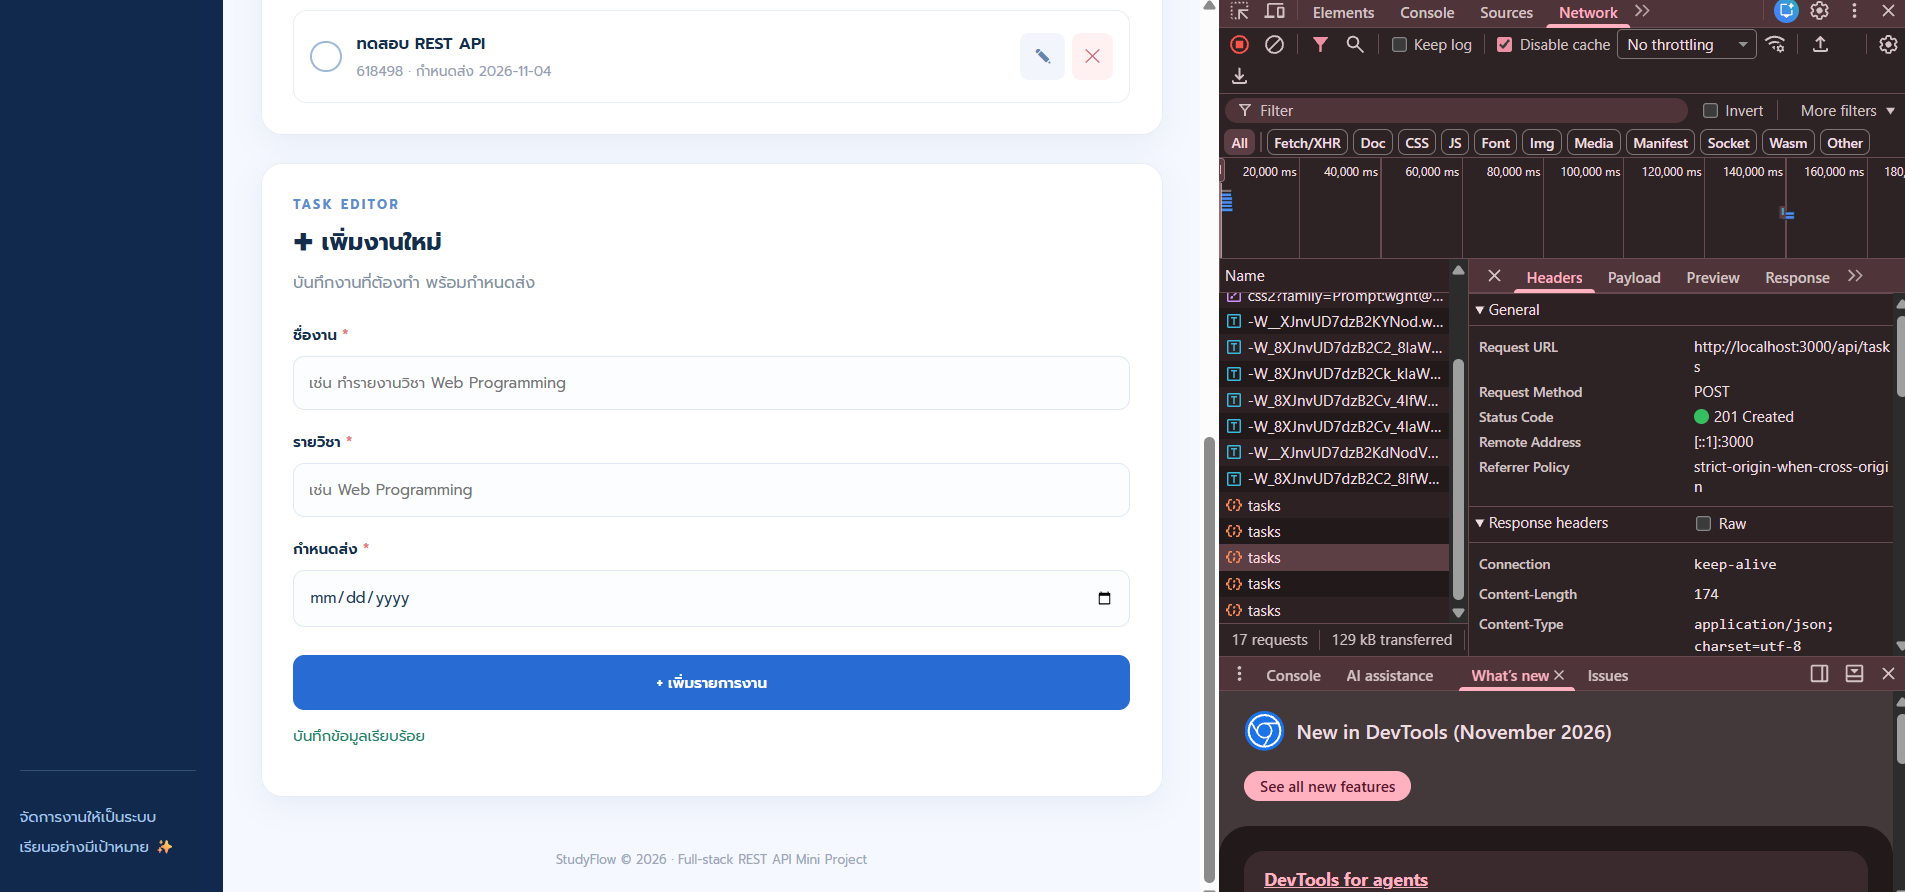 ทดสอบ REST API
618498 · กำหนดส่ง 2026-11-04
TASK EDITOR
+ เพิ่มงานใหม่
บันทึกงานที่ต้องทำ พร้อมกำหนดส่ง
ชื่องาน *
เช่น ทำรายงานวิชา Web Programming
รายวิชา *
เช่น Web Programming
กำหนดส่ง *
mm/dd/yyyy
+ เพิ่มรายการงาน
บันทึกข้อมูลเรียบร้อย
จัดการงานให้เป็นระบบ
เรียนอย่างมีเป้าหมาย ✨
StudyFlow © 2026 · Full-stack REST API Mini Project
Elements Console Sources Network
Keep log Disable cache No throttling
Filter Invert More filters
All Fetch/XHR Doc CSS JS Font Img Media Manifest Socket Wasm Other
20,000 ms 40,000 ms 60,000 ms 80,000 ms 100,000 ms 120,000 ms 140,000 ms 160,000 ms 180,
Name
css2?family=Prompt:wght@...
-W__XJnvUD7dzB2KYNod.w...
-W_8XJnvUD7dzB2C2_8IaW...
-W_8XJnvUD7dzB2Ck_kIaW...
-W_8XJnvUD7dzB2Cv_4IfW...
-W_8XJnvUD7dzB2Cv_4IaW...
-W__XJnvUD7dzB2KdNodV...
-W_8XJnvUD7dzB2C2_8IfW...
tasks
tasks
tasks
tasks
tasks
17 requests 129 kB transferred
Headers Payload Preview Response
General
Request URL http://localhost:3000/api/task
s
Request Method POST
Status Code 201 Created
Remote Address [::1]:3000
Referrer Policy strict-origin-when-cross-origi
n
Response headers Raw
Connection keep-alive
Content-Length 174
Content-Type application/json;
charset=utf-8
Console AI assistance What's new Issues
New in DevTools (November 2026)
See all new features
DevTools for agents